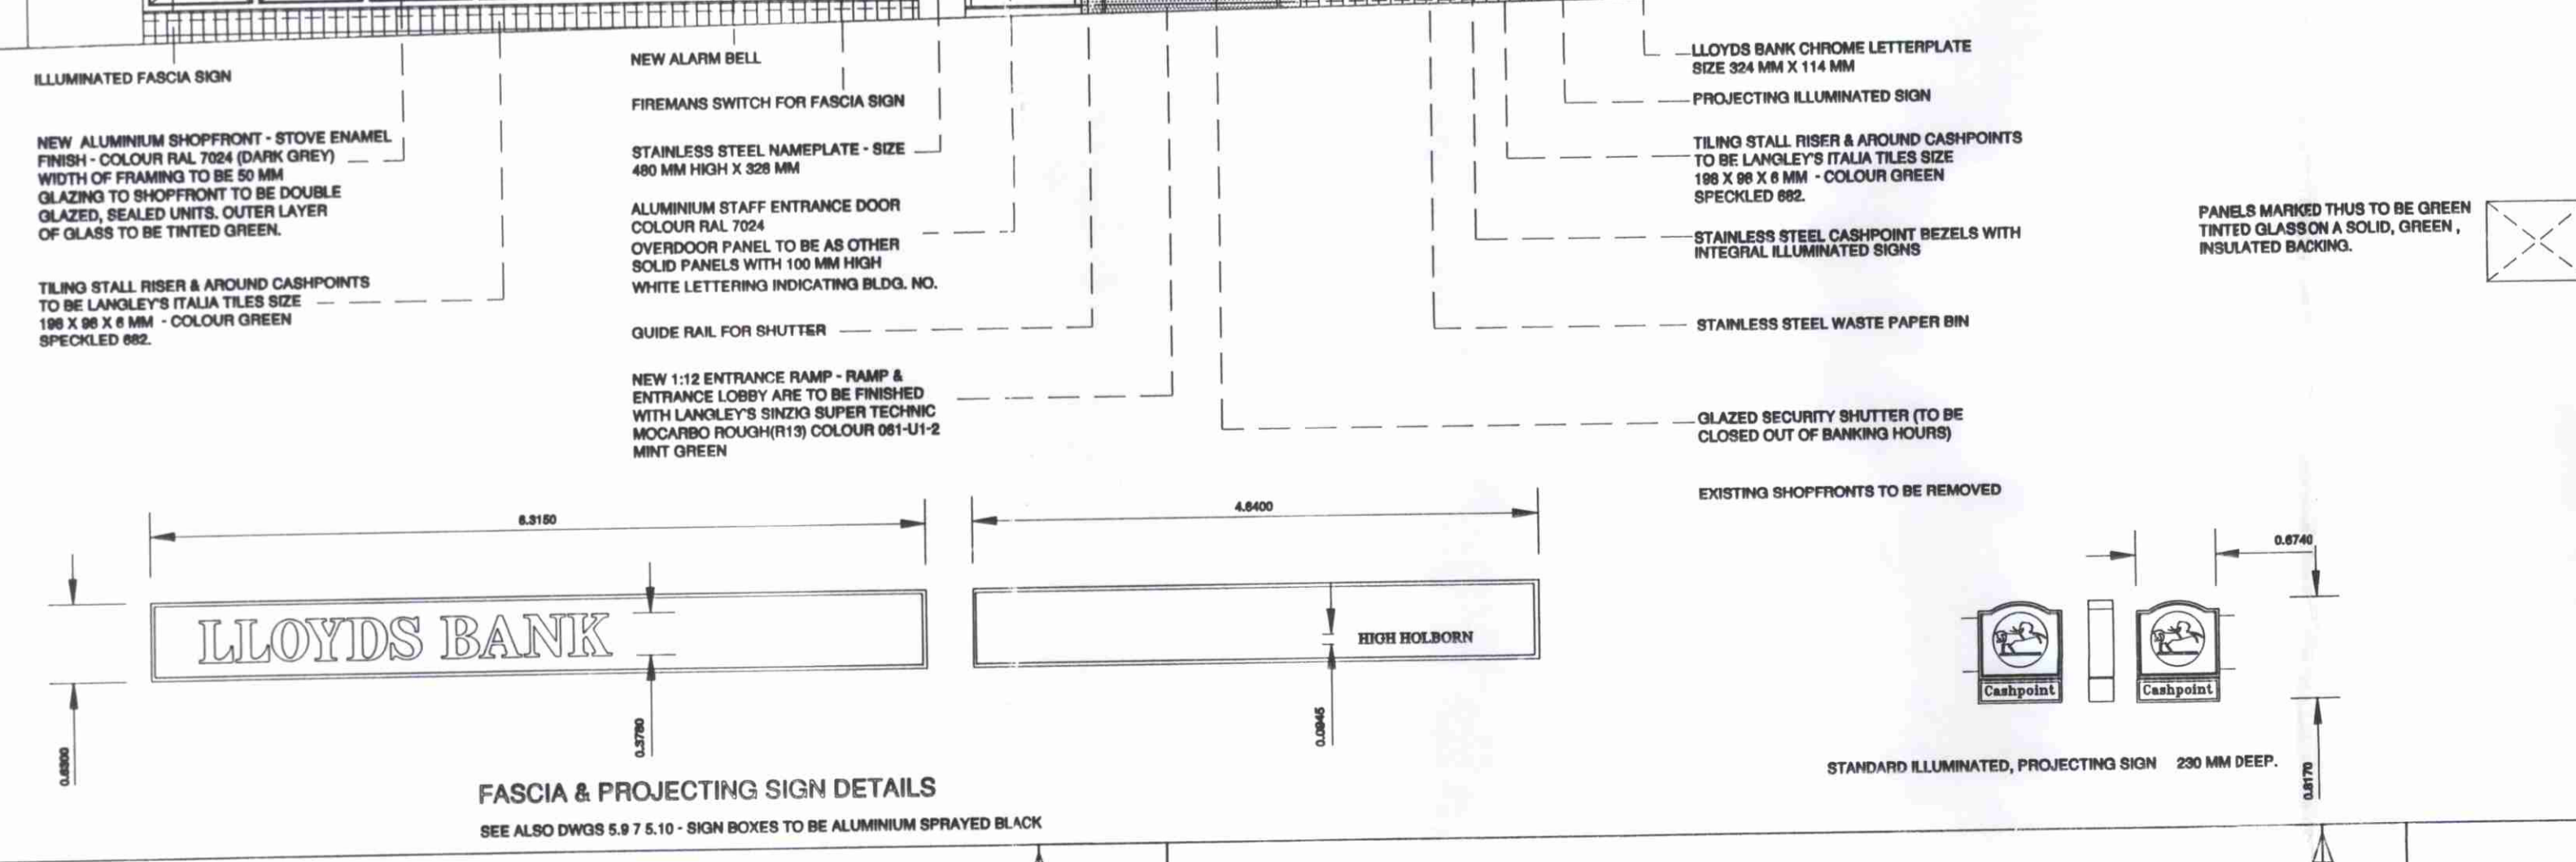 ILLUMINATED FASCIA SIGN
NEW ALUMINIUM SHOPFRONT - STOVE ENAMEL
FINISH - COLOUR RAL 7024 (DARK GREY)
WIDTH OF FRAMING TO BE 50 MM
GLAZING TO SHOPFRONT TO BE DOUBLE
GLAZED, SEALED UNITS. OUTER LAYER
OF GLASS TO BE TINTED GREEN.
TILING STALL RISER & AROUND CASHPOINTS
TO BE LANGLEY'S ITALIA TILES SIZE
198 X 98 X 6 MM - COLOUR GREEN
SPECKLED 682.
NEW ALARM BELL
FIREMANS SWITCH FOR FASCIA SIGN
STAINLESS STEEL NAMEPLATE - SIZE
480 MM HIGH X 328 MM
ALUMINIUM STAFF ENTRANCE DOOR
COLOUR RAL 7024
OVERDOOR PANEL TO BE AS OTHER
SOLID PANELS WITH 100 MM HIGH
WHITE LETTERING INDICATING BLDG. NO.
GUIDE RAIL FOR SHUTTER
NEW 1:12 ENTRANCE RAMP - RAMP &
ENTRANCE LOBBY ARE TO BE FINISHED
WITH LANGLEY'S SINZIG SUPER TECHNIC
MOCARBO ROUGH(R13) COLOUR 061-U1-2
MINT GREEN
LLOYDS BANK CHROME LETTERPLATE
SIZE 324 MM X 114 MM
PROJECTING ILLUMINATED SIGN
TILING STALL RISER & AROUND CASHPOINTS
TO BE LANGLEY'S ITALIA TILES SIZE
198 X 98 X 6 MM - COLOUR GREEN
SPECKLED 682.
STAINLESS STEEL CASHPOINT BEZELS WITH
INTEGRAL ILLUMINATED SIGNS
STAINLESS STEEL WASTE PAPER BIN
GLAZED SECURITY SHUTTER (TO BE
CLOSED OUT OF BANKING HOURS)
EXISTING SHOPFRONTS TO BE REMOVED
PANELS MARKED THUS TO BE GREEN
TINTED GLASS ON A SOLID, GREEN ,
INSULATED BACKING.
6.3150
4.6400
0.6740
LLOYDS BANK
HIGH HOLBORN
Cashpoint
Cashpoint
0.6300
0.3780
0.0945
0.8170
STANDARD ILLUMINATED, PROJECTING SIGN 230 MM DEEP.
FASCIA & PROJECTING SIGN DETAILS
SEE ALSO DWGS 5.9 7 5.10 - SIGN BOXES TO BE ALUMINIUM SPRAYED BLACK